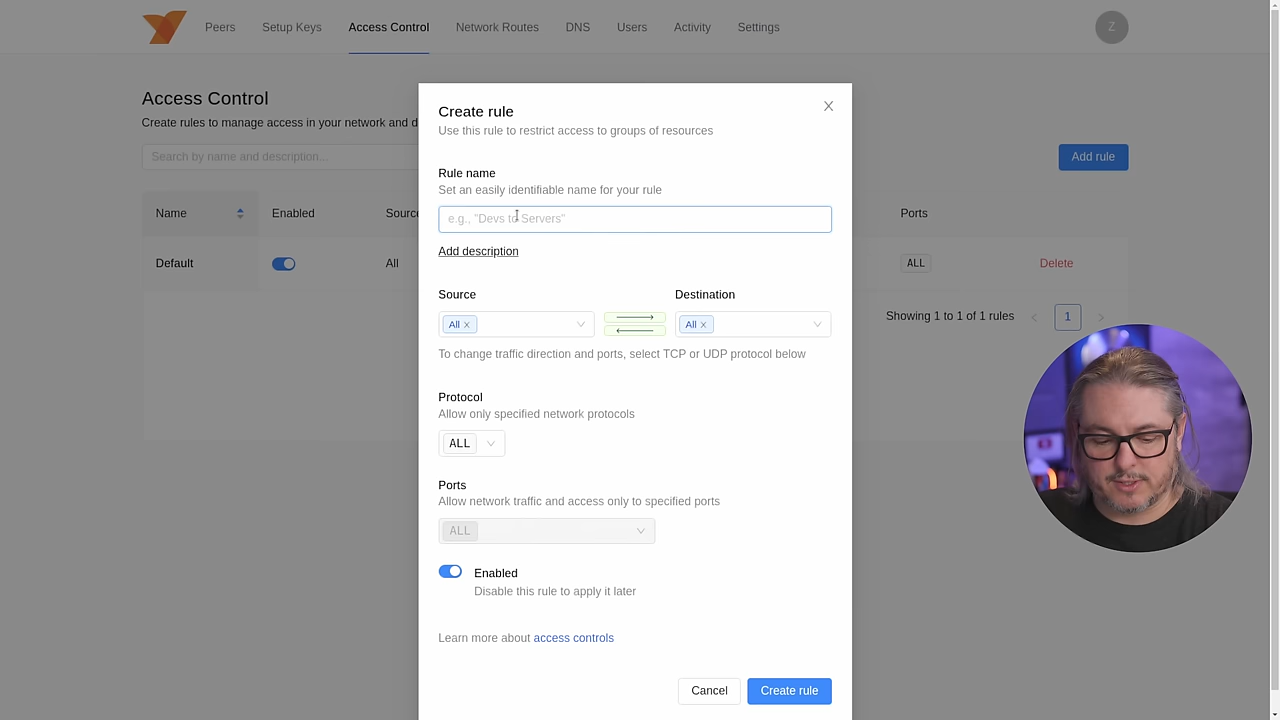 Peers Setup Keys Access Control Network Routes DNS Users Activity Settings Z
Access Control
Create rules to manage access in your network and d
Search by name and description...
Add rule
Name Enabled Sourc Ports
Default All ALL Delete
Showing 1 to 1 of 1 rules 1
Create rule
Use this rule to restrict access to groups of resources
Rule name
Set an easily identifiable name for your rule
e.g., "Devs to Servers"
Add description
Source Destination
All All
To change traffic direction and ports, select TCP or UDP protocol below
Protocol
Allow only specified network protocols
ALL
Ports
Allow network traffic and access only to specified ports
ALL
Enabled
Disable this rule to apply it later
Learn more about access controls
Cancel Create rule